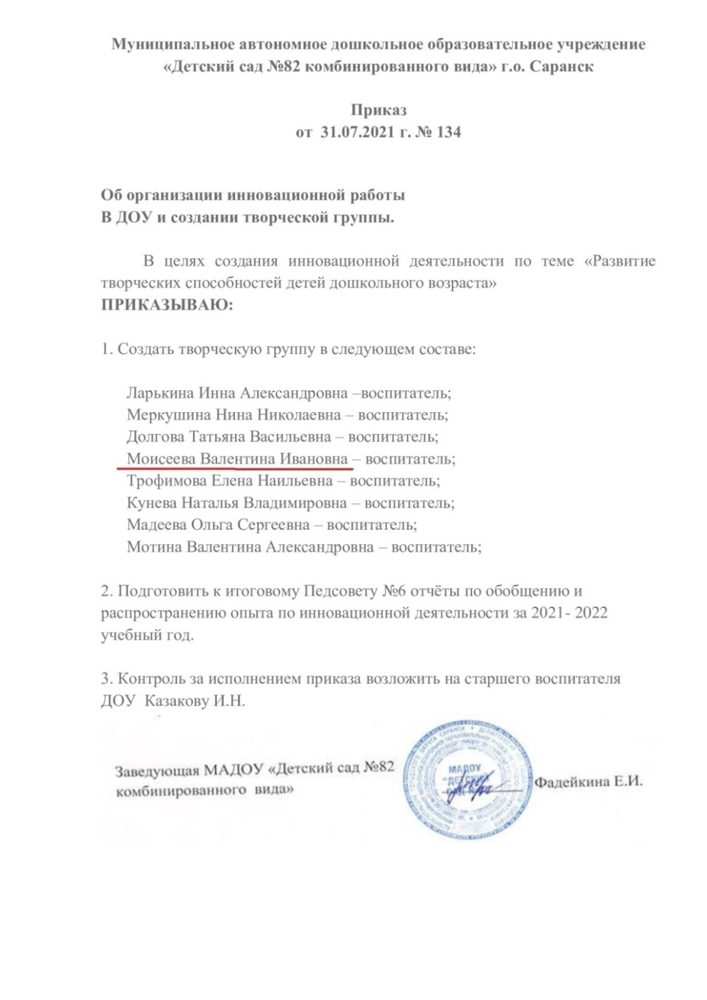 Муниципальное автономное дошкольное образовательное учреждение
«Детский сад №82 комбинированного вида» г.о. Саранск
Приказ
от 31.07.2021 г. № 134
Об организации инновационной работы
В ДОУ и создании творческой группы.
В целях создания инновационной деятельности по теме «Развитие
творческих способностей детей дошкольного возраста»
ПРИКАЗЫВАЮ:
1. Создать творческую группу в следующем составе:
Ларькина Инна Александровна –воспитатель;
Меркушина Нина Николаевна – воспитатель;
Долгова Татьяна Васильевна – воспитатель;
Моисеева Валентина Ивановна – воспитатель;
Трофимова Елена Наильевна – воспитатель;
Кунева Наталья Владимировна – воспитатель;
Мадеева Ольга Сергеевна – воспитатель;
Мотина Валентина Александровна – воспитатель;
2. Подготовить к итоговому Педсовету №6 отчёты по обобщению и
распространению опыта по инновационной деятельности за 2021- 2022
учебный год.
3. Контроль за исполнением приказа возложить на старшего воспитателя
ДОУ Казакову И.Н.
Заведующая МАДОУ «Детский сад №82
комбинированного вида»
МАДОУ
"ДЕТСКИЙ
Фадейкина Е.И.